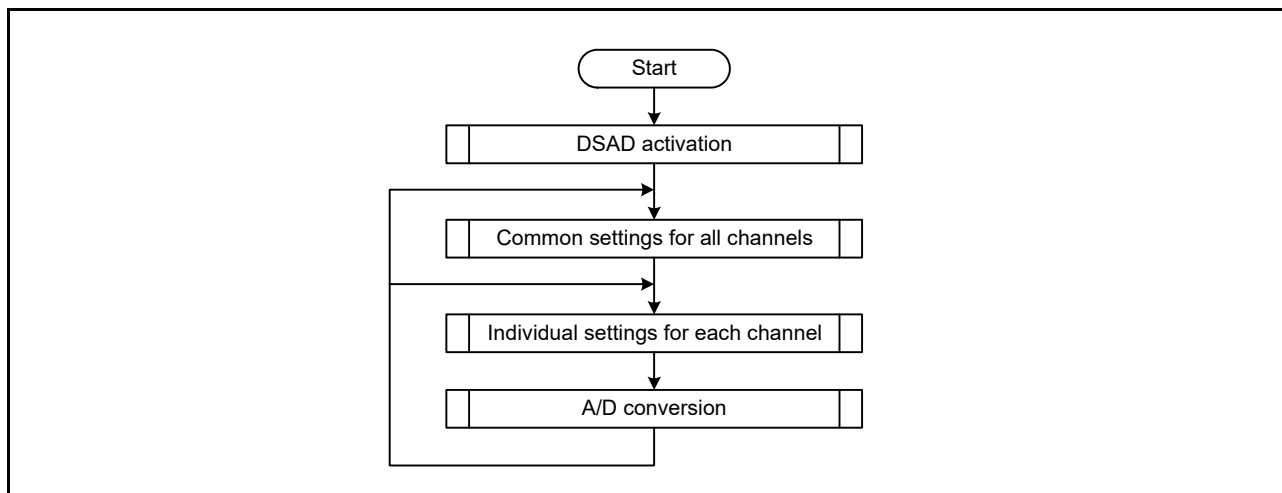 Start
DSAD activation
Common settings for all channels
Individual settings for each channel
A/D conversion